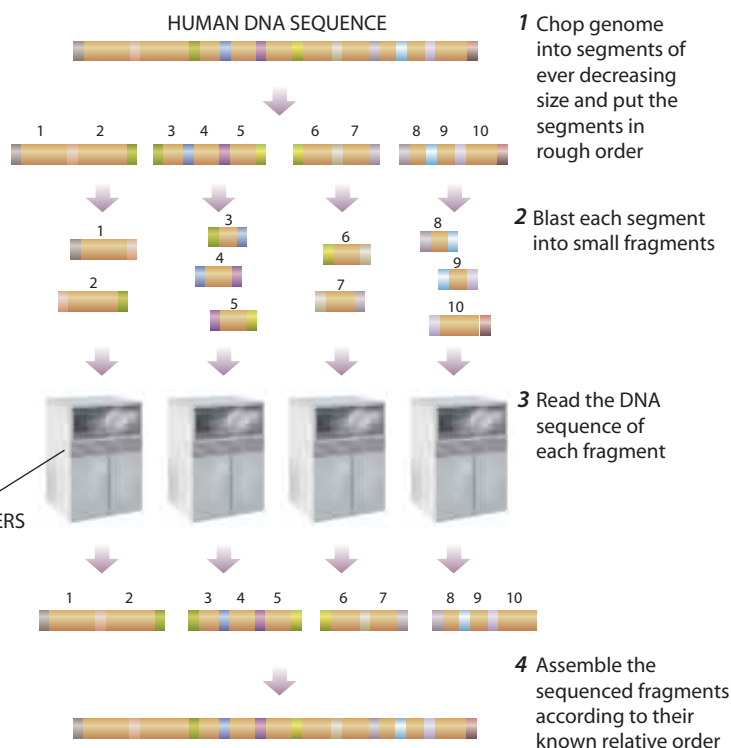 HUMAN DNA SEQUENCE
1 Chop genome
into segments of
ever decreasing
size and put the
segments in
rough order
1 2 3 4 5 6 7 8 9 10
2 Blast each segment
into small fragments
1
2
3
4
5
6
7
8
9
10
3 Read the DNA
sequence of
each fragment
ERS
1 2 3 4 5 6 7 8 9 10
4 Assemble the
sequenced fragments
according to their
known relative order